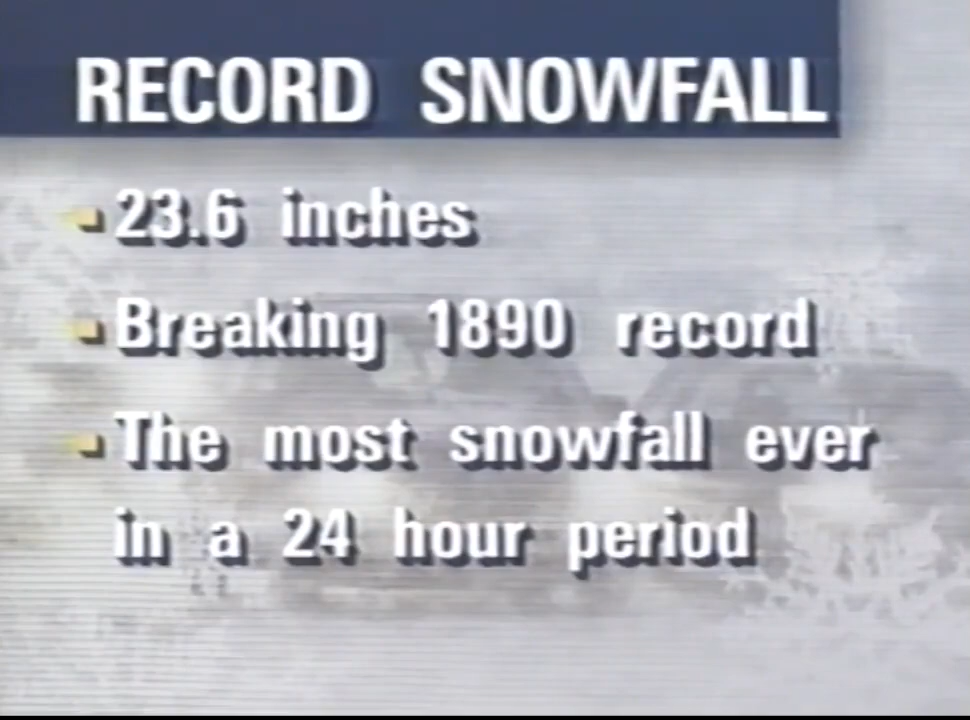 RECORD SNOWFALL
23.6 inches
Breaking 1890 record
The most snowfall ever
in a 24 hour period